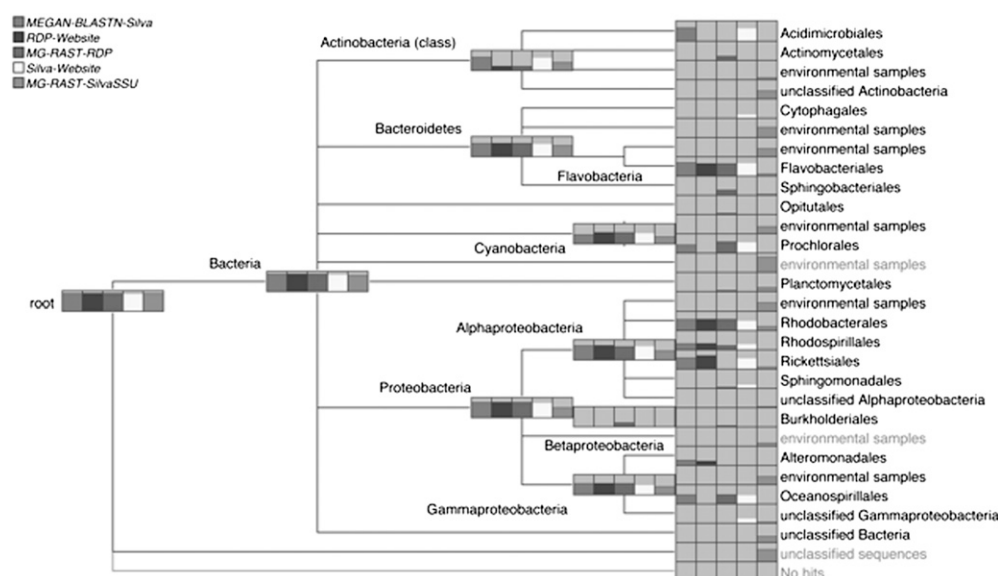 MEGAN-BLASTN-Silva
RDP-Website
MG-RAST-RDP
Silva-Website
MG-RAST-SilvaSSU
Actinobacteria (class)
Bacteroidetes
Flavobacteria
Cyanobacteria
Bacteria
root
Alphaproteobacteria
Proteobacteria
Betaproteobacteria
Gammaproteobacteria
Acidimicrobiales
Actinomycetales
environmental samples
unclassified Actinobacteria
Cytophagales
environmental samples
environmental samples
Flavobacteriales
Sphingobacteriales
Opitutales
environmental samples
Prochlorales
environmental samples
Planctomycetales
environmental samples
Rhodobacterales
Rhodospirillales
Rickettsiales
Sphingomonadales
unclassified Alphaproteobacteria
Burkholderiales
environmental samples
Alteromonadales
environmental samples
Oceanospirillales
unclassified Gammaproteobacteria
unclassified Bacteria
unclassified sequences
No hits